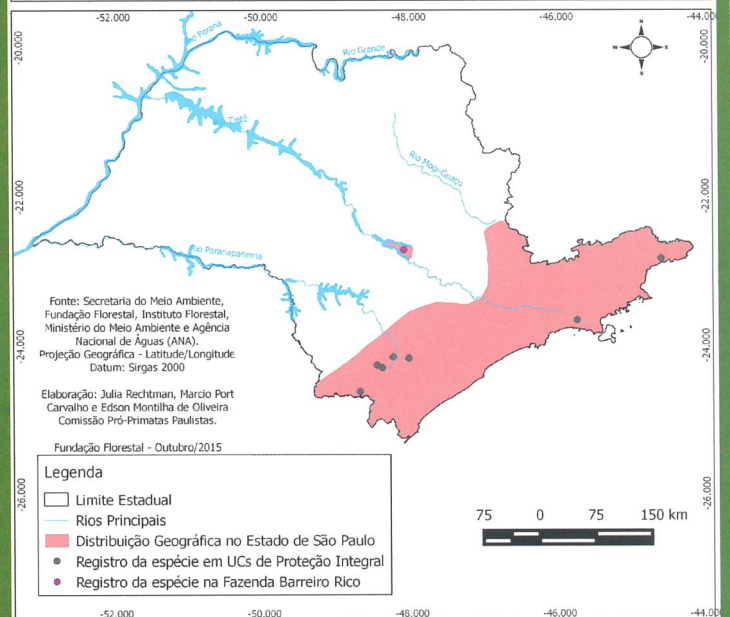 -52.000 -50.000 -48.000 -46.000 -44.000
-20.000 -20.000
Rio Paraná
Rio Grande
N
W E
S
Tietê
Rio Mogi-Guaçu
-22.000 -22.000
Rio Paranapanema
Fonte: Secretaria do Meio Ambiente,
Fundação Florestal, Instituto Florestal,
Ministério do Meio Ambiente e Agência
Nacional de Águas (ANA).
Projeção Geográfica - Latitude/Longitude
Datum: Sirgas 2000
-24.000 -24.000
Elaboração: Julia Rechtman, Marcio Port
Carvalho e Edson Montilha de Oliveira
Comissão Pró-Primatas Paulistas.
Fundação Florestal - Outubro/2015
Legenda
Limite Estadual
Rios Principais
Distribuição Geográfica no Estado de São Paulo
Registro da espécie em UCs de Proteção Integral
Registro da espécie na Fazenda Barreiro Rico
-26.000 -26.000
75 0 75 150 km
-52.000 -50.000 -48.000 -46.000 -44.000